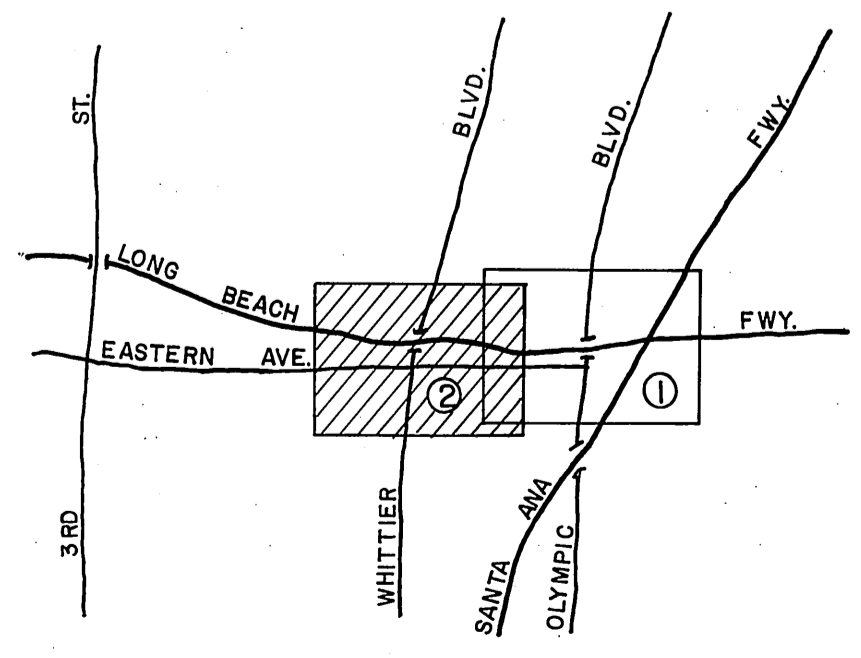 ST.
3RD
LONG
BEACH
FWY.
EASTERN AVE.
WHITTIER
BLVD.
OLYMPIC
BLVD.
SANTA
ANA
FWY.
2
1